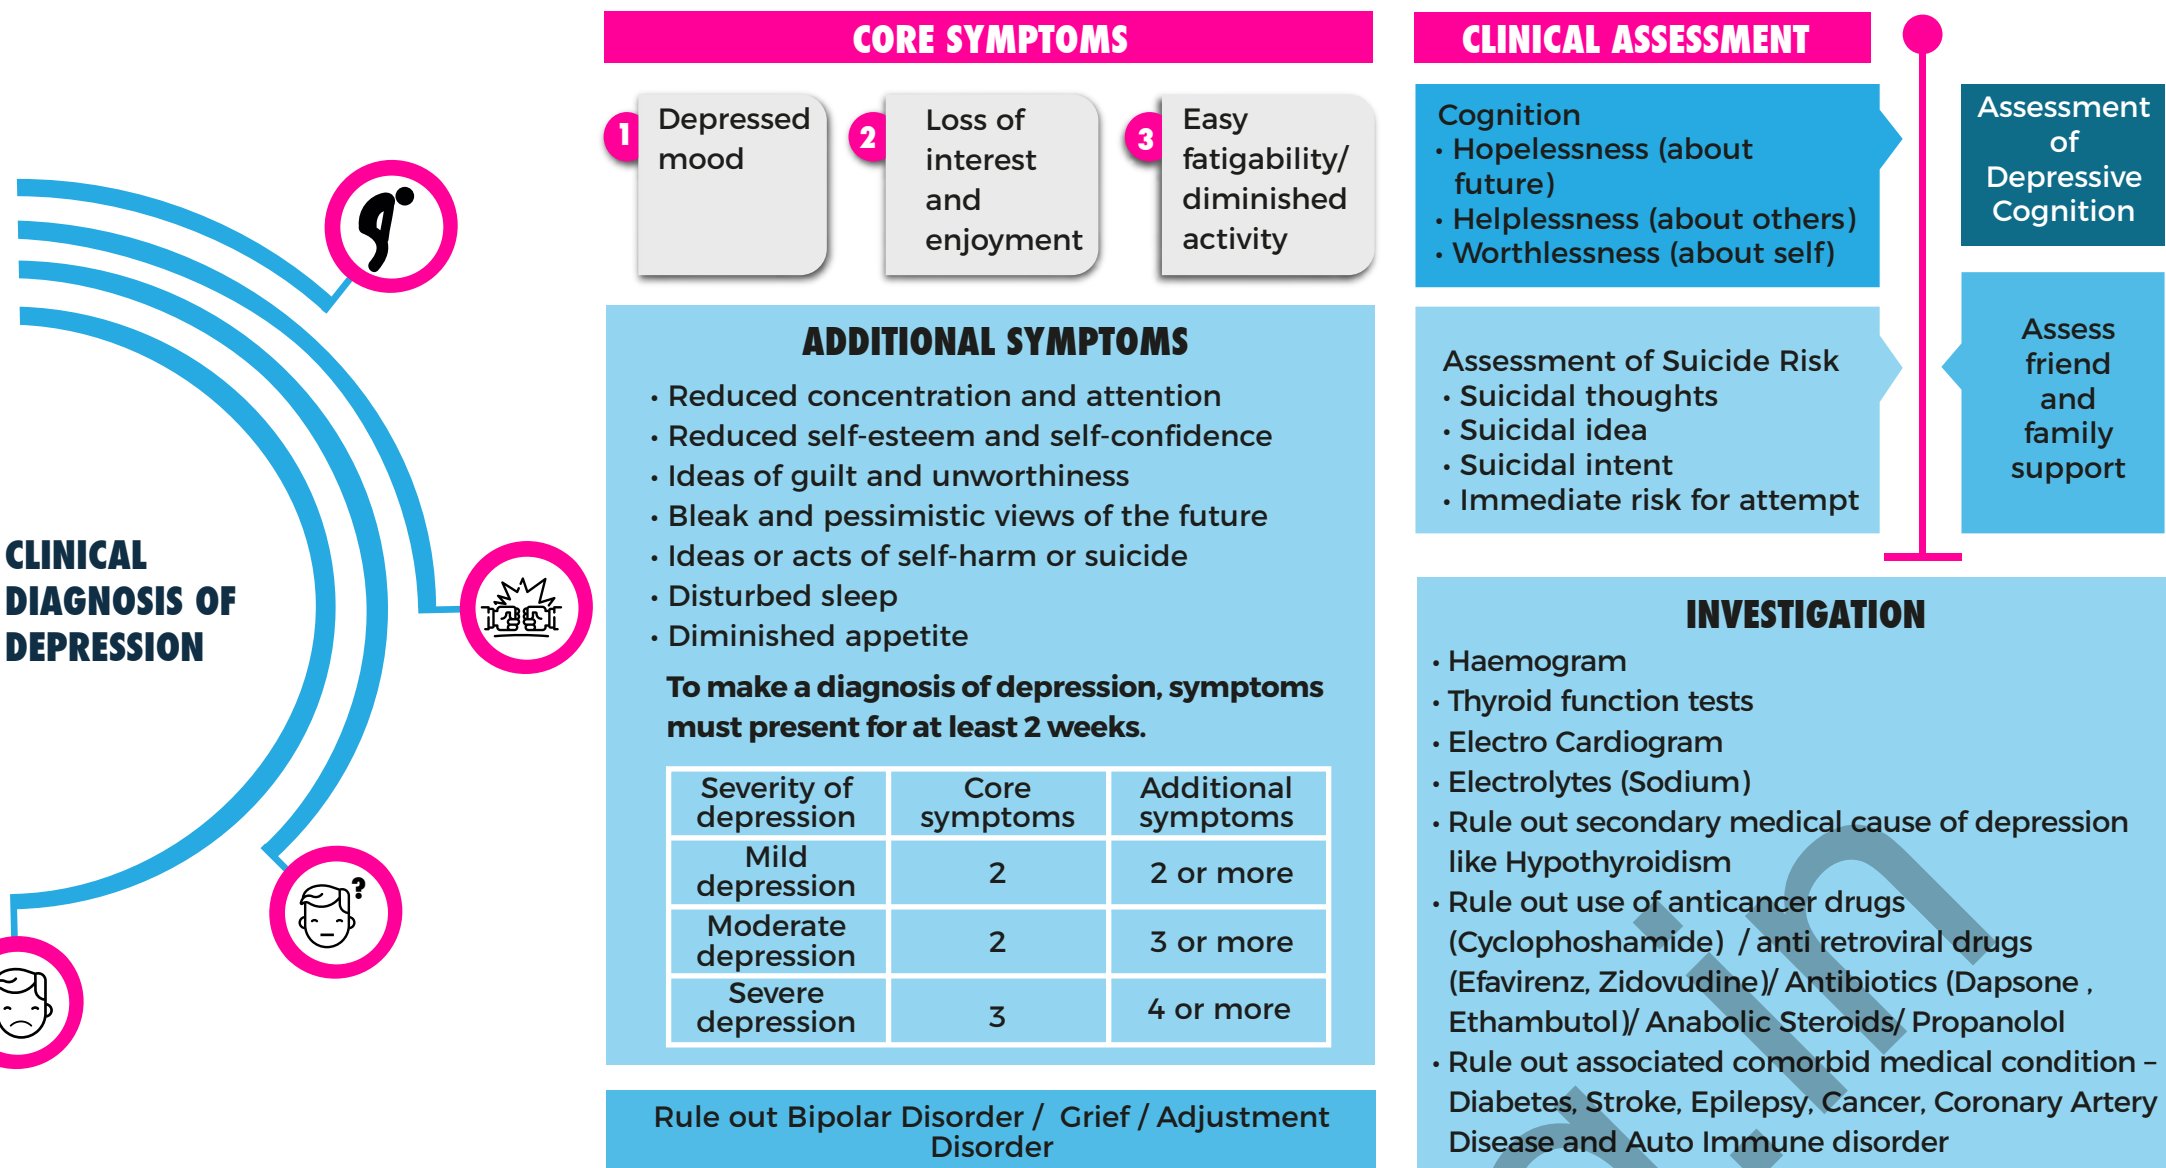 CLINICAL
DIAGNOSIS OF
DEPRESSION
?
CORE SYMPTOMS
1
Depressed
mood
2
Loss of
interest
and
enjoyment
3
Easy
fatigability/
diminished
activity
ADDITIONAL SYMPTOMS
• Reduced concentration and attention
• Reduced self-esteem and self-confidence
• Ideas of guilt and unworthiness
• Bleak and pessimistic views of the future
• Ideas or acts of self-harm or suicide
• Disturbed sleep
• Diminished appetite
To make a diagnosis of depression, symptoms
must present for at least 2 weeks.
Severity of depression | Core symptoms | Additional symptoms
Mild depression | 2 | 2 or more
Moderate depression | 2 | 3 or more
Severe depression | 3 | 4 or more
Rule out Bipolar Disorder / Grief / Adjustment
Disorder
CLINICAL ASSESSMENT
Cognition
• Hopelessness (about
future)
• Helplessness (about others)
• Worthlessness (about self)
Assessment
of
Depressive
Cognition
Assessment of Suicide Risk
• Suicidal thoughts
• Suicidal idea
• Suicidal intent
• Immediate risk for attempt
Assess
friend
and
family
support
INVESTIGATION
• Haemogram
• Thyroid function tests
• Electro Cardiogram
• Electrolytes (Sodium)
• Rule out secondary medical cause of depression
like Hypothyroidism
• Rule out use of anticancer drugs
(Cyclophoshamide) / anti retroviral drugs
(Efavirenz, Zidovudine)/ Antibiotics (Dapsone ,
Ethambutol)/ Anabolic Steroids/ Propanolol
• Rule out associated comorbid medical condition –
Diabetes, Stroke, Epilepsy, Cancer, Coronary Artery
Disease and Auto Immune disorder